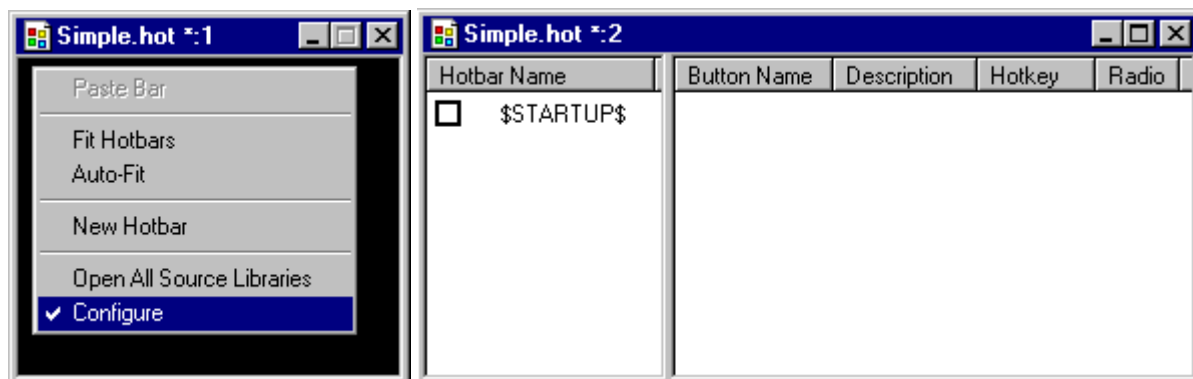 Simple.hot *:1
Paste Bar
Fit Hotbars
Auto-Fit
New Hotbar
Open All Source Libraries
Configure
Simple.hot *:2
Hotbar Name Button Name Description Hotkey Radio
$STARTUP$